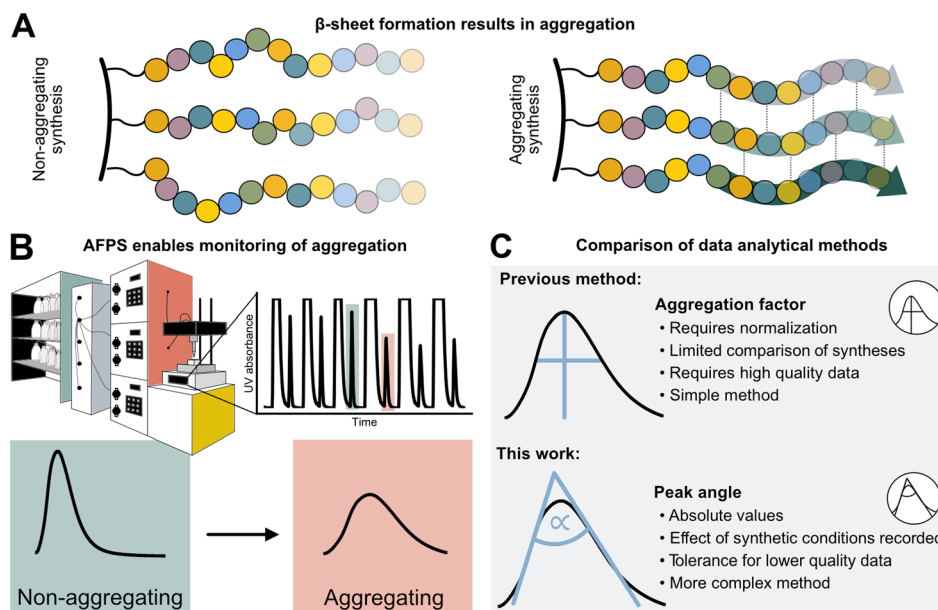 A
β-sheet formation results in aggregation
Non-aggregating
synthesis
Aggregating
synthesis
B
AFPS enables monitoring of aggregation
UV absorbance
Time
Non-aggregating
Aggregating
C
Comparison of data analytical methods
Previous method:
Aggregation factor
• Requires normalization
• Limited comparison of syntheses
• Requires high quality data
• Simple method
This work:
∝
Peak angle
• Absolute values
• Effect of synthetic conditions recorded
• Tolerance for lower quality data
• More complex method